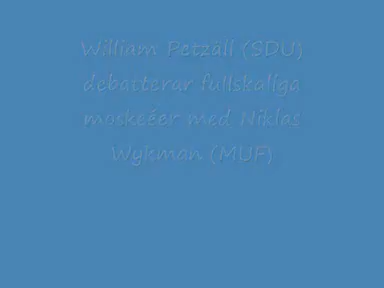 William Petzäll (SDU)
debatterar fullskaliga
moskéer med Niklas
Wykman (MUF)